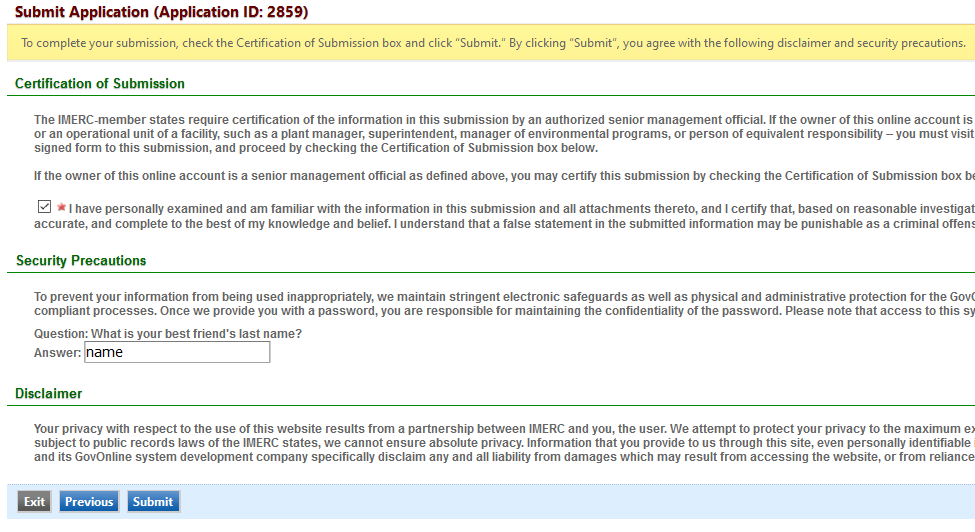 Submit Application (Application ID: 2859)
To complete your submission, check the Certification of Submission box and click “Submit.” By clicking “Submit”, you agree with the following disclaimer and security precautions.
Certification of Submission
The IMERC-member states require certification of the information in this submission by an authorized senior management official. If the owner of this online account is
or an operational unit of a facility, such as a plant manager, superintendent, manager of environmental programs, or person of equivalent responsibility – you must visit
signed form to this submission, and proceed by checking the Certification of Submission box below.
If the owner of this online account is a senior management official as defined above, you may certify this submission by checking the Certification of Submission box be
I have personally examined and am familiar with the information in this submission and all attachments thereto, and I certify that, based on reasonable investigat
accurate, and complete to the best of my knowledge and belief. I understand that a false statement in the submitted information may be punishable as a criminal offens
Security Precautions
To prevent your information from being used inappropriately, we maintain stringent electronic safeguards as well as physical and administrative protection for the GovO
compliant processes. Once we provide you with a password, you are responsible for maintaining the confidentiality of the password. Please note that access to this sy
Question: What is your best friend's last name?
Answer: name
Disclaimer
Your privacy with respect to the use of this website results from a partnership between IMERC and you, the user. We attempt to protect your privacy to the maximum ex
subject to public records laws of the IMERC states, we cannot ensure absolute privacy. Information that you provide to us through this site, even personally identifiable
and its GovOnline system development company specifically disclaim any and all liability from damages which may result from accessing the website, or from reliance
Exit Previous Submit